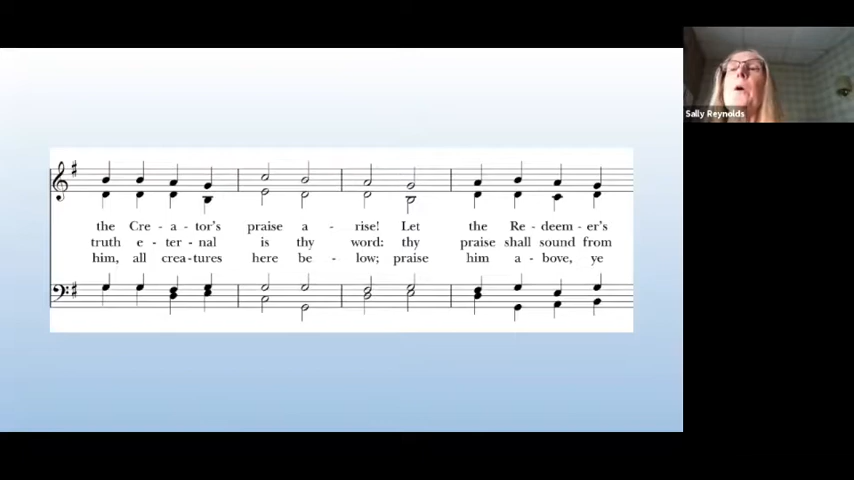 Sally Reynolds
the Cre - a - tor's praise a - rise! Let the Re - deem - er's
truth e - ter - nal is thy word: thy praise shall sound from
him, all crea - tures here be - low; praise him a - bove, ye